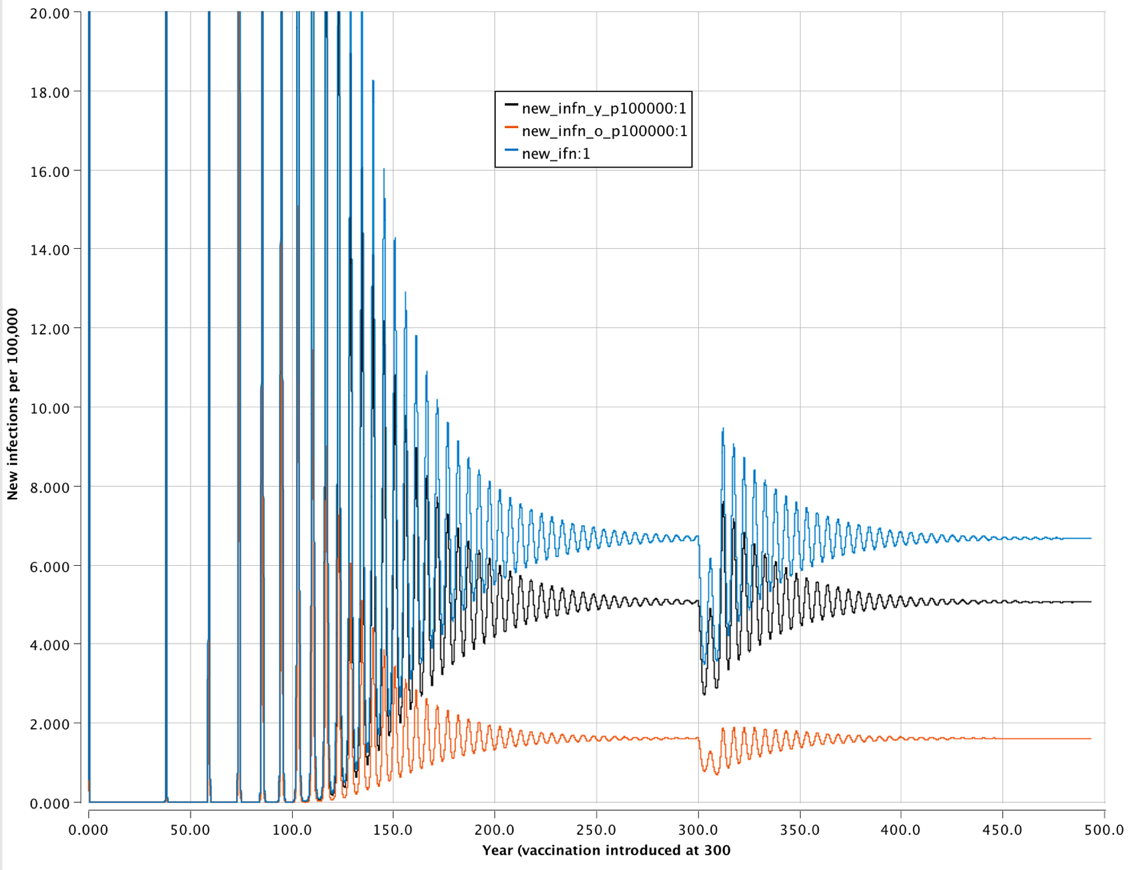 20.00
18.00
16.00
14.00
12.00
10.00
8.000
6.000
4.000
2.000
0.000
New infections per 100,000
new_infn_y_p100000:1
new_infn_o_p100000:1
new_ifn:1
0.000 50.00 100.0 150.0 200.0 250.0 300.0 350.0 400.0 450.0 500.0
Year (vaccination introduced at 300